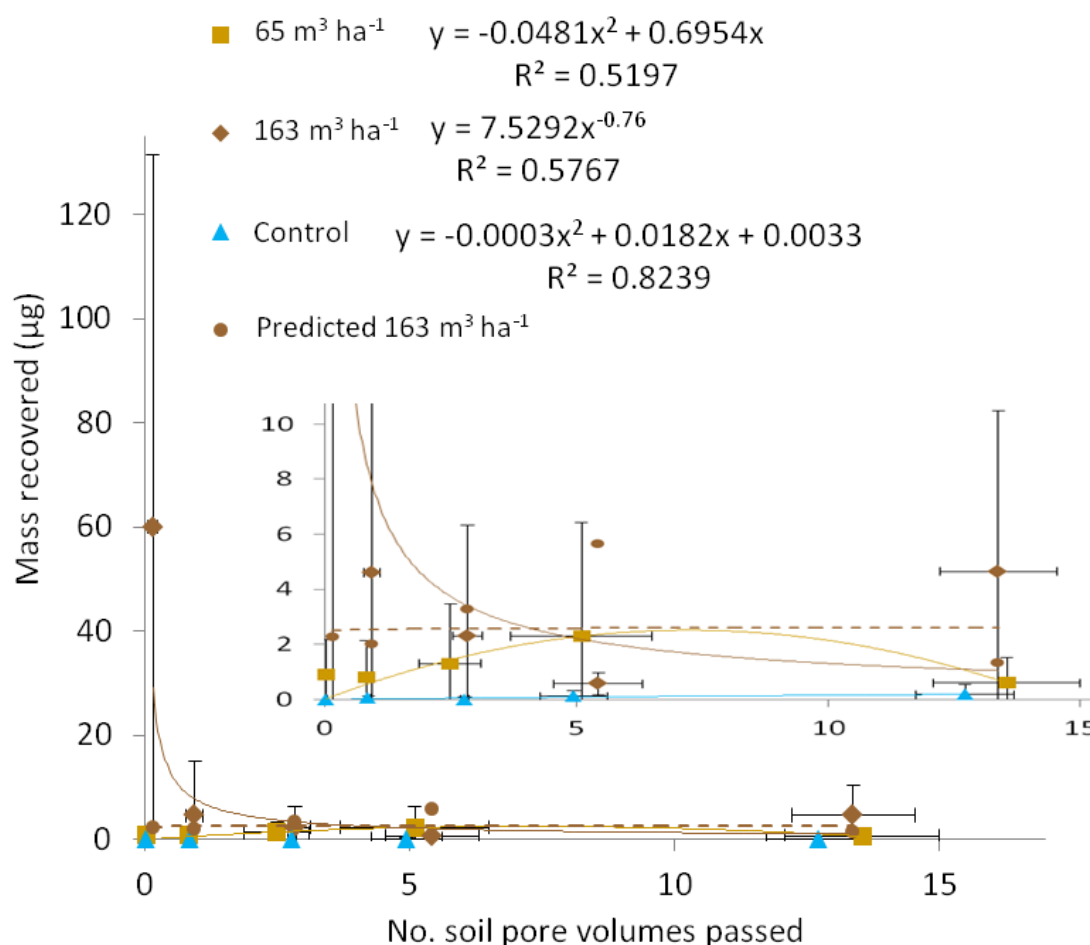 65 m³ ha⁻¹ y = -0.0481x² + 0.6954x
R² = 0.5197
163 m³ ha⁻¹ y = 7.5292x⁻⁰·⁷⁶
R² = 0.5767
Control y = -0.0003x² + 0.0182x + 0.0033
R² = 0.8239
Predicted 163 m³ ha⁻¹
Mass recovered (µg)
120
100
80
60
40
20
0
10
8
6
4
2
0
0 5 10 15
0 5 10 15
No. soil pore volumes passed